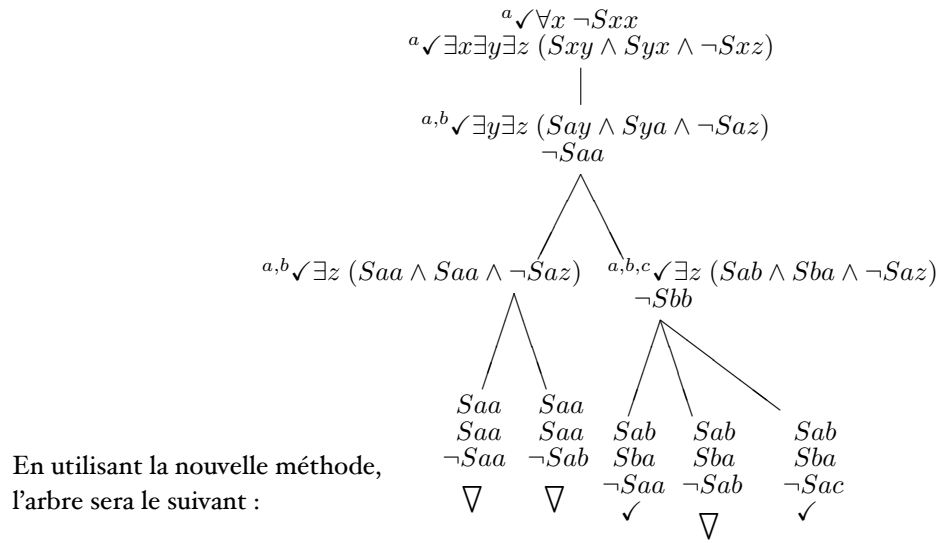 a ✓∀x ¬Sxx
a ✓∃x∃y∃z (Sxy ∧ Syx ∧ ¬Sxz)
a,b ✓∃y∃z (Say ∧ Sya ∧ ¬Saz)
¬Saa
a,b ✓∃z (Saa ∧ Saa ∧ ¬Saz) a,b,c ✓∃z (Sab ∧ Sba ∧ ¬Saz)
¬Sbb
Saa Saa
Saa Saa Sab Sab Sab
¬Saa ¬Sab Sba Sba Sba
¬Saa ¬Sab ¬Sac
▽ ▽ ✓ ▽ ✓
En utilisant la nouvelle méthode,
l'arbre sera le suivant :